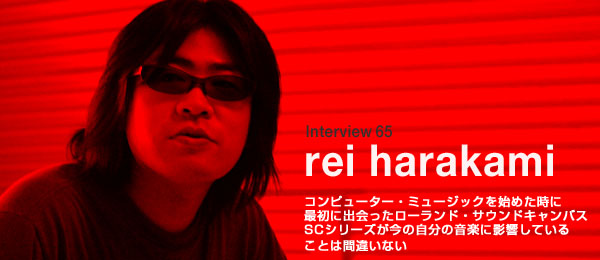 Interview 65
rei harakami
コンピューター・ミュージックを始めた時に
最初に出会ったローランド・サウンドキャンバス
SCシリーズが今の自分の音楽に影響している
ことは間違いない